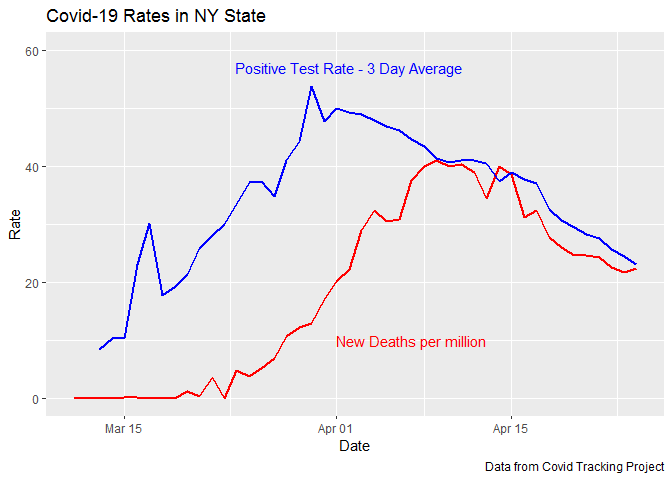 Covid-19 Rates in NY State
60
Positive Test Rate - 3 Day Average
40
Rate
20
New Deaths per million
0
Mar 15
Apr 01
Apr 15
Date
Data from Covid Tracking Project